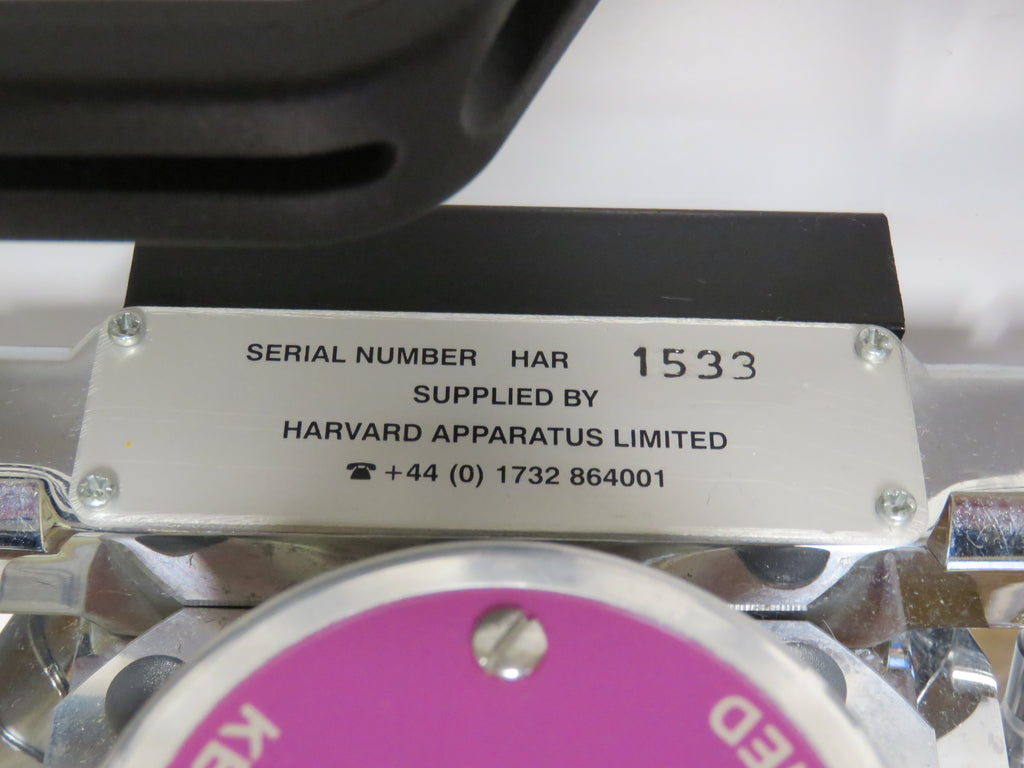 SERIAL NUMBER HAR 1533
SUPPLIED BY
HARVARD APPARATUS LIMITED
☎ +44 (0) 1732 864001